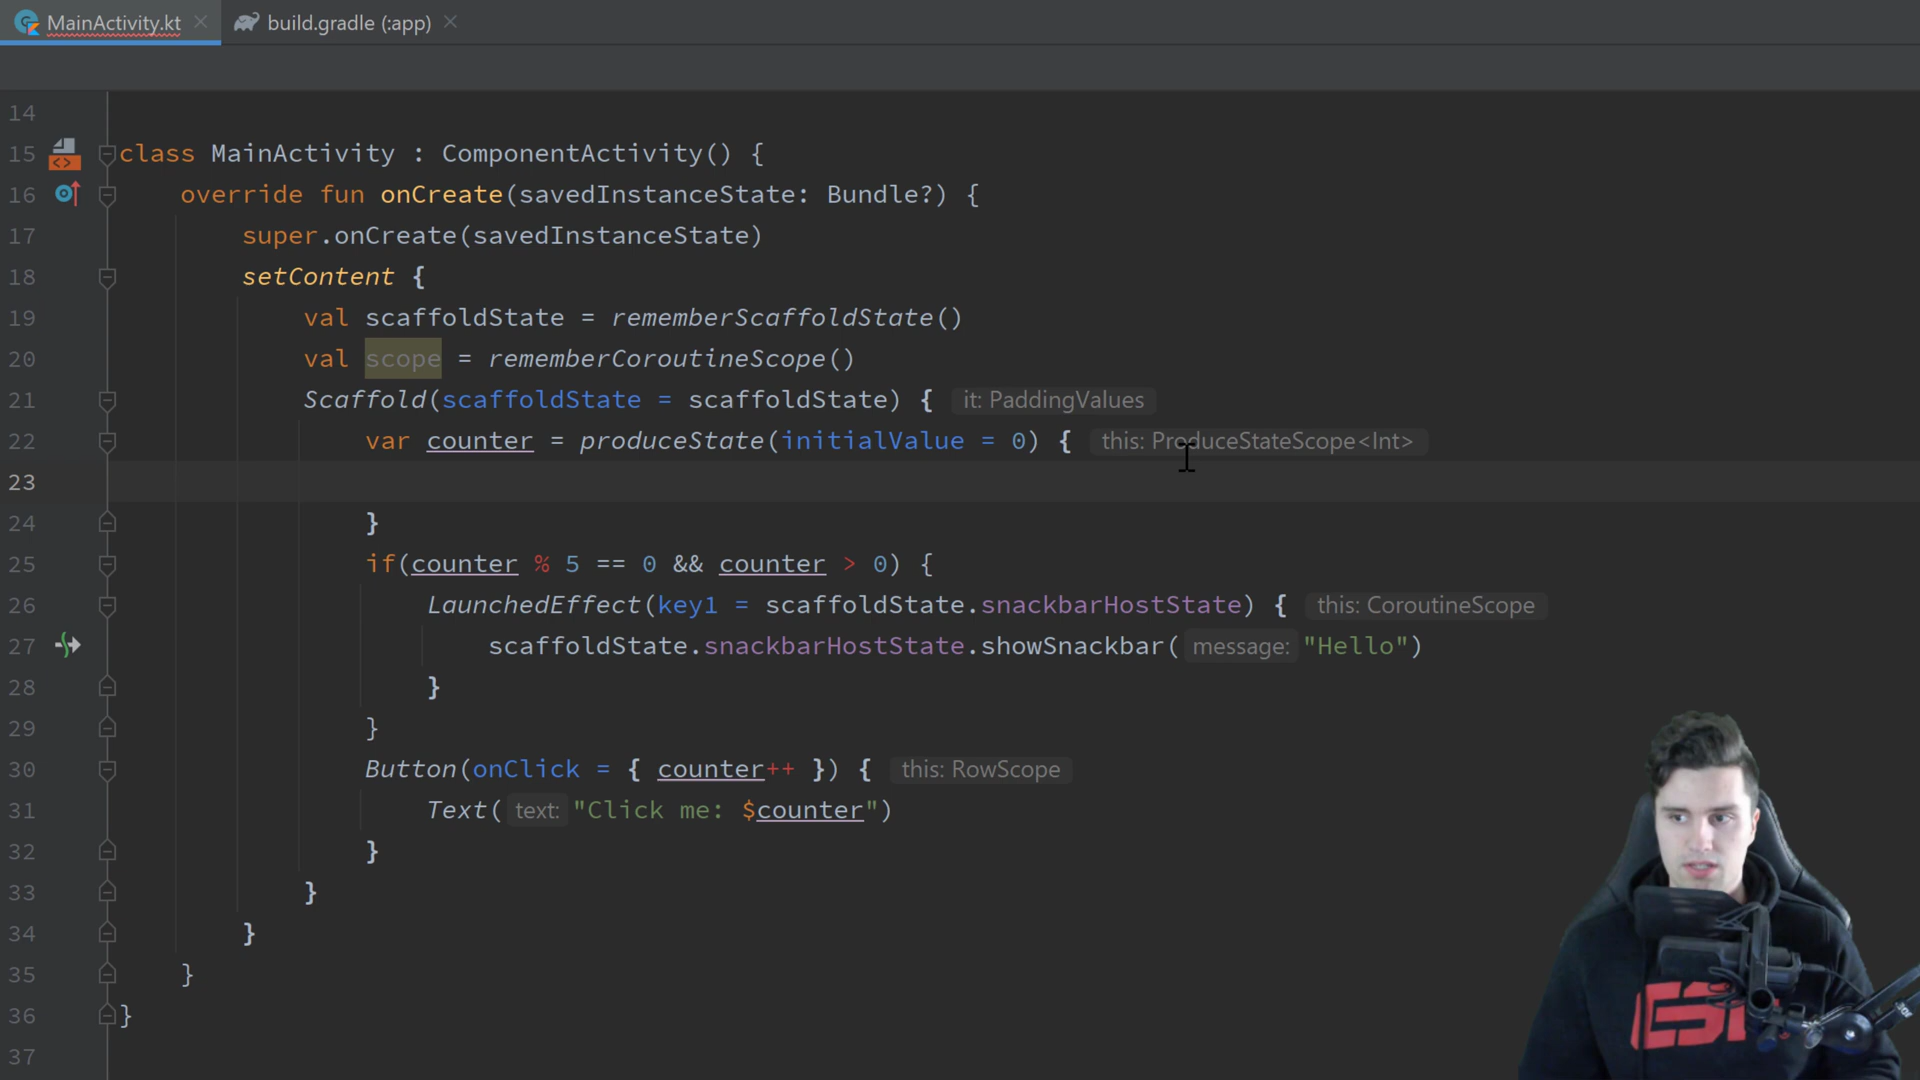 MainActivity.kt build.gradle (:app)
14
15 class MainActivity : ComponentActivity() {
16 override fun onCreate(savedInstanceState: Bundle?) {
17 super.onCreate(savedInstanceState)
18 setContent {
19 val scaffoldState = rememberScaffoldState()
20 val scope = rememberCoroutineScope()
21 Scaffold(scaffoldState = scaffoldState) { it: PaddingValues
22 var counter = produceState(initialValue = 0) { this: ProduceStateScope<Int>
23
24 }
25 if(counter % 5 == 0 && counter > 0) {
26 LaunchedEffect(key1 = scaffoldState.snackbarHostState) { this: CoroutineScope
27 scaffoldState.snackbarHostState.showSnackbar( message: "Hello")
28 }
29 }
30 Button(onClick = { counter++ }) { this: RowScope
31 Text( text: "Click me: $counter")
32 }
33 }
34 }
35 }
36 }
37